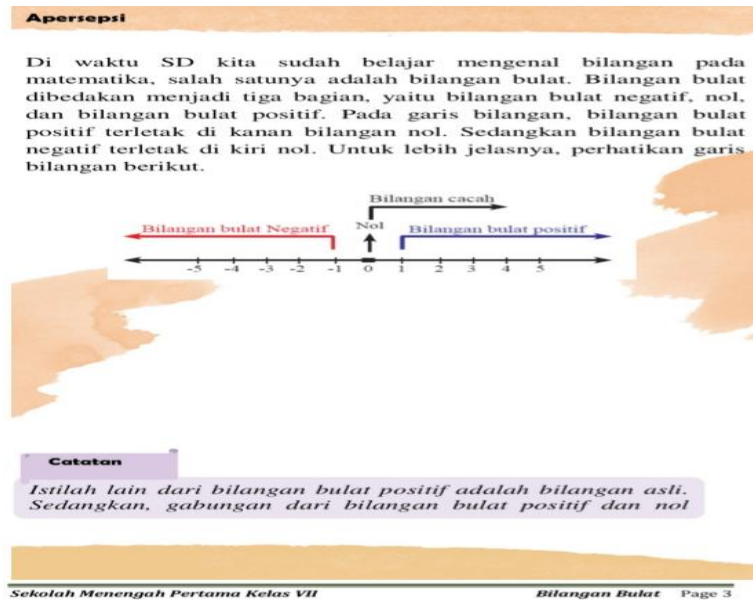 Apersepsi
Di waktu SD kita sudah belajar mengenal bilangan pada
matematika, salah satunya adalah bilangan bulat. Bilangan bulat
dibedakan menjadi tiga bagian, yaitu bilangan bulat negatif, nol,
dan bilangan bulat positif. Pada garis bilangan, bilangan bulat
positif terletak di kanan bilangan nol. Sedangkan bilangan bulat
negatif terletak di kiri nol. Untuk lebih jelasnya, perhatikan garis
bilangan berikut.
Bilangan cacah
Bilangan bulat Negatif Nol Bilangan bulat positif
-5 -4 -3 -2 -1 0 1 2 3 4 5
Catatan
Istilah lain dari bilangan bulat positif adalah bilangan asli.
Sedangkan, gabungan dari bilangan bulat positif dan nol
Sekolah Menengah Pertama Kelas VII Bilangan Bulat Page 3